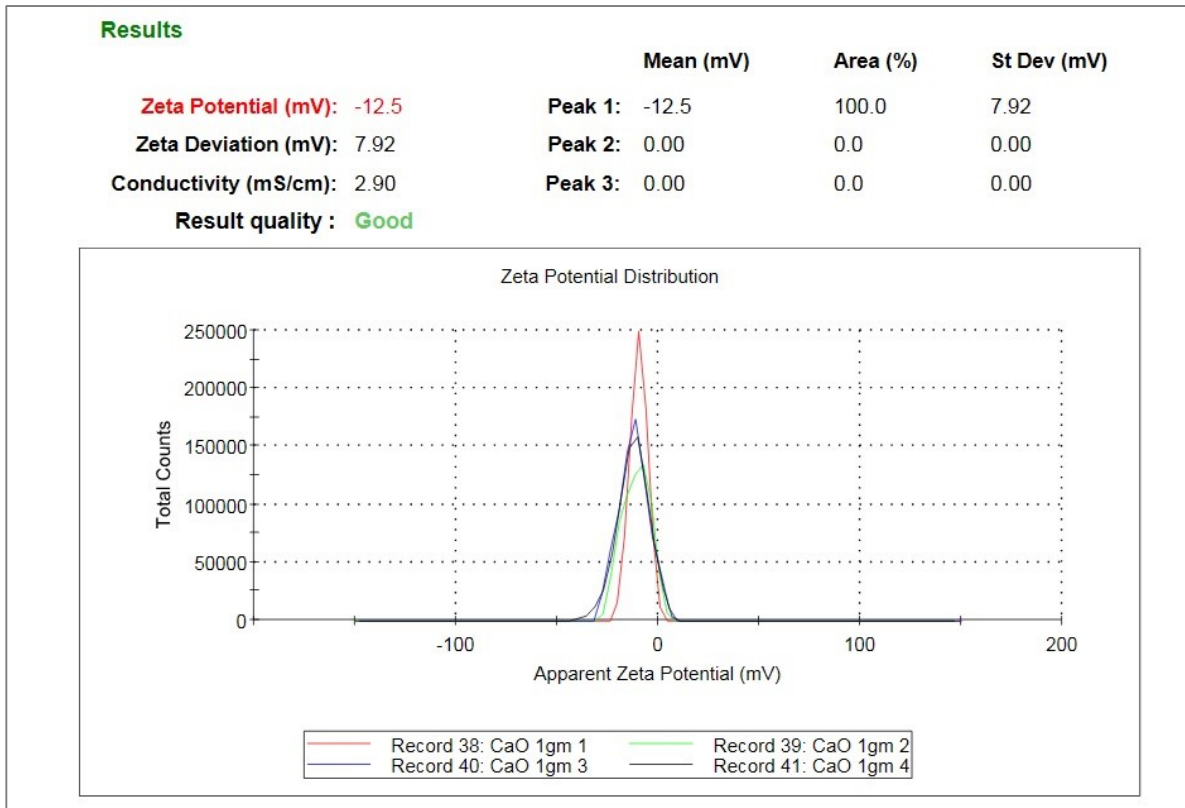 Results
Mean (mV) Area (%) St Dev (mV)
Zeta Potential (mV): -12.5 Peak 1: -12.5 100.0 7.92
Zeta Deviation (mV): 7.92 Peak 2: 0.00 0.0 0.00
Conductivity (mS/cm): 2.90 Peak 3: 0.00 0.0 0.00
Result quality : Good
Zeta Potential Distribution
250000
200000
150000
100000
50000
0
Total Counts
-100 0 100 200
Apparent Zeta Potential (mV)
Record 38: CaO 1gm 1 Record 39: CaO 1gm 2
Record 40: CaO 1gm 3 Record 41: CaO 1gm 4